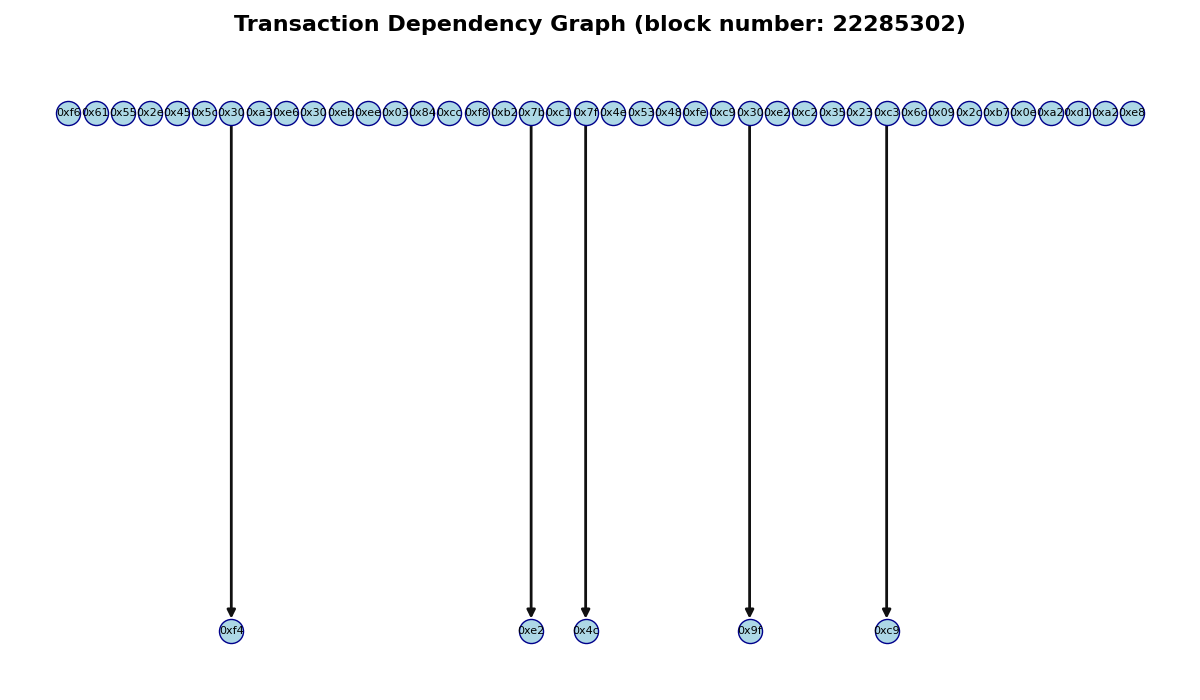 Transaction Dependency Graph (block number: 22285302)
0xf6 0x61 0x55 0x2e 0x45 0x5c 0x30 0xa3 0xe6 0x30 0xeb 0xee 0x03 0x84 0xcc 0xf8 0xb2 0x7b 0xc1 0x7f 0x4e 0x53 0x48 0xfe 0xc9 0x30 0xe2 0xc2 0x35 0x23 0xc3 0x6c 0x09 0x2c 0xb7 0x0e 0xa2 0xd1 0xa2 0xe8
0xf4 0xe2 0x4c 0x9f 0xc9